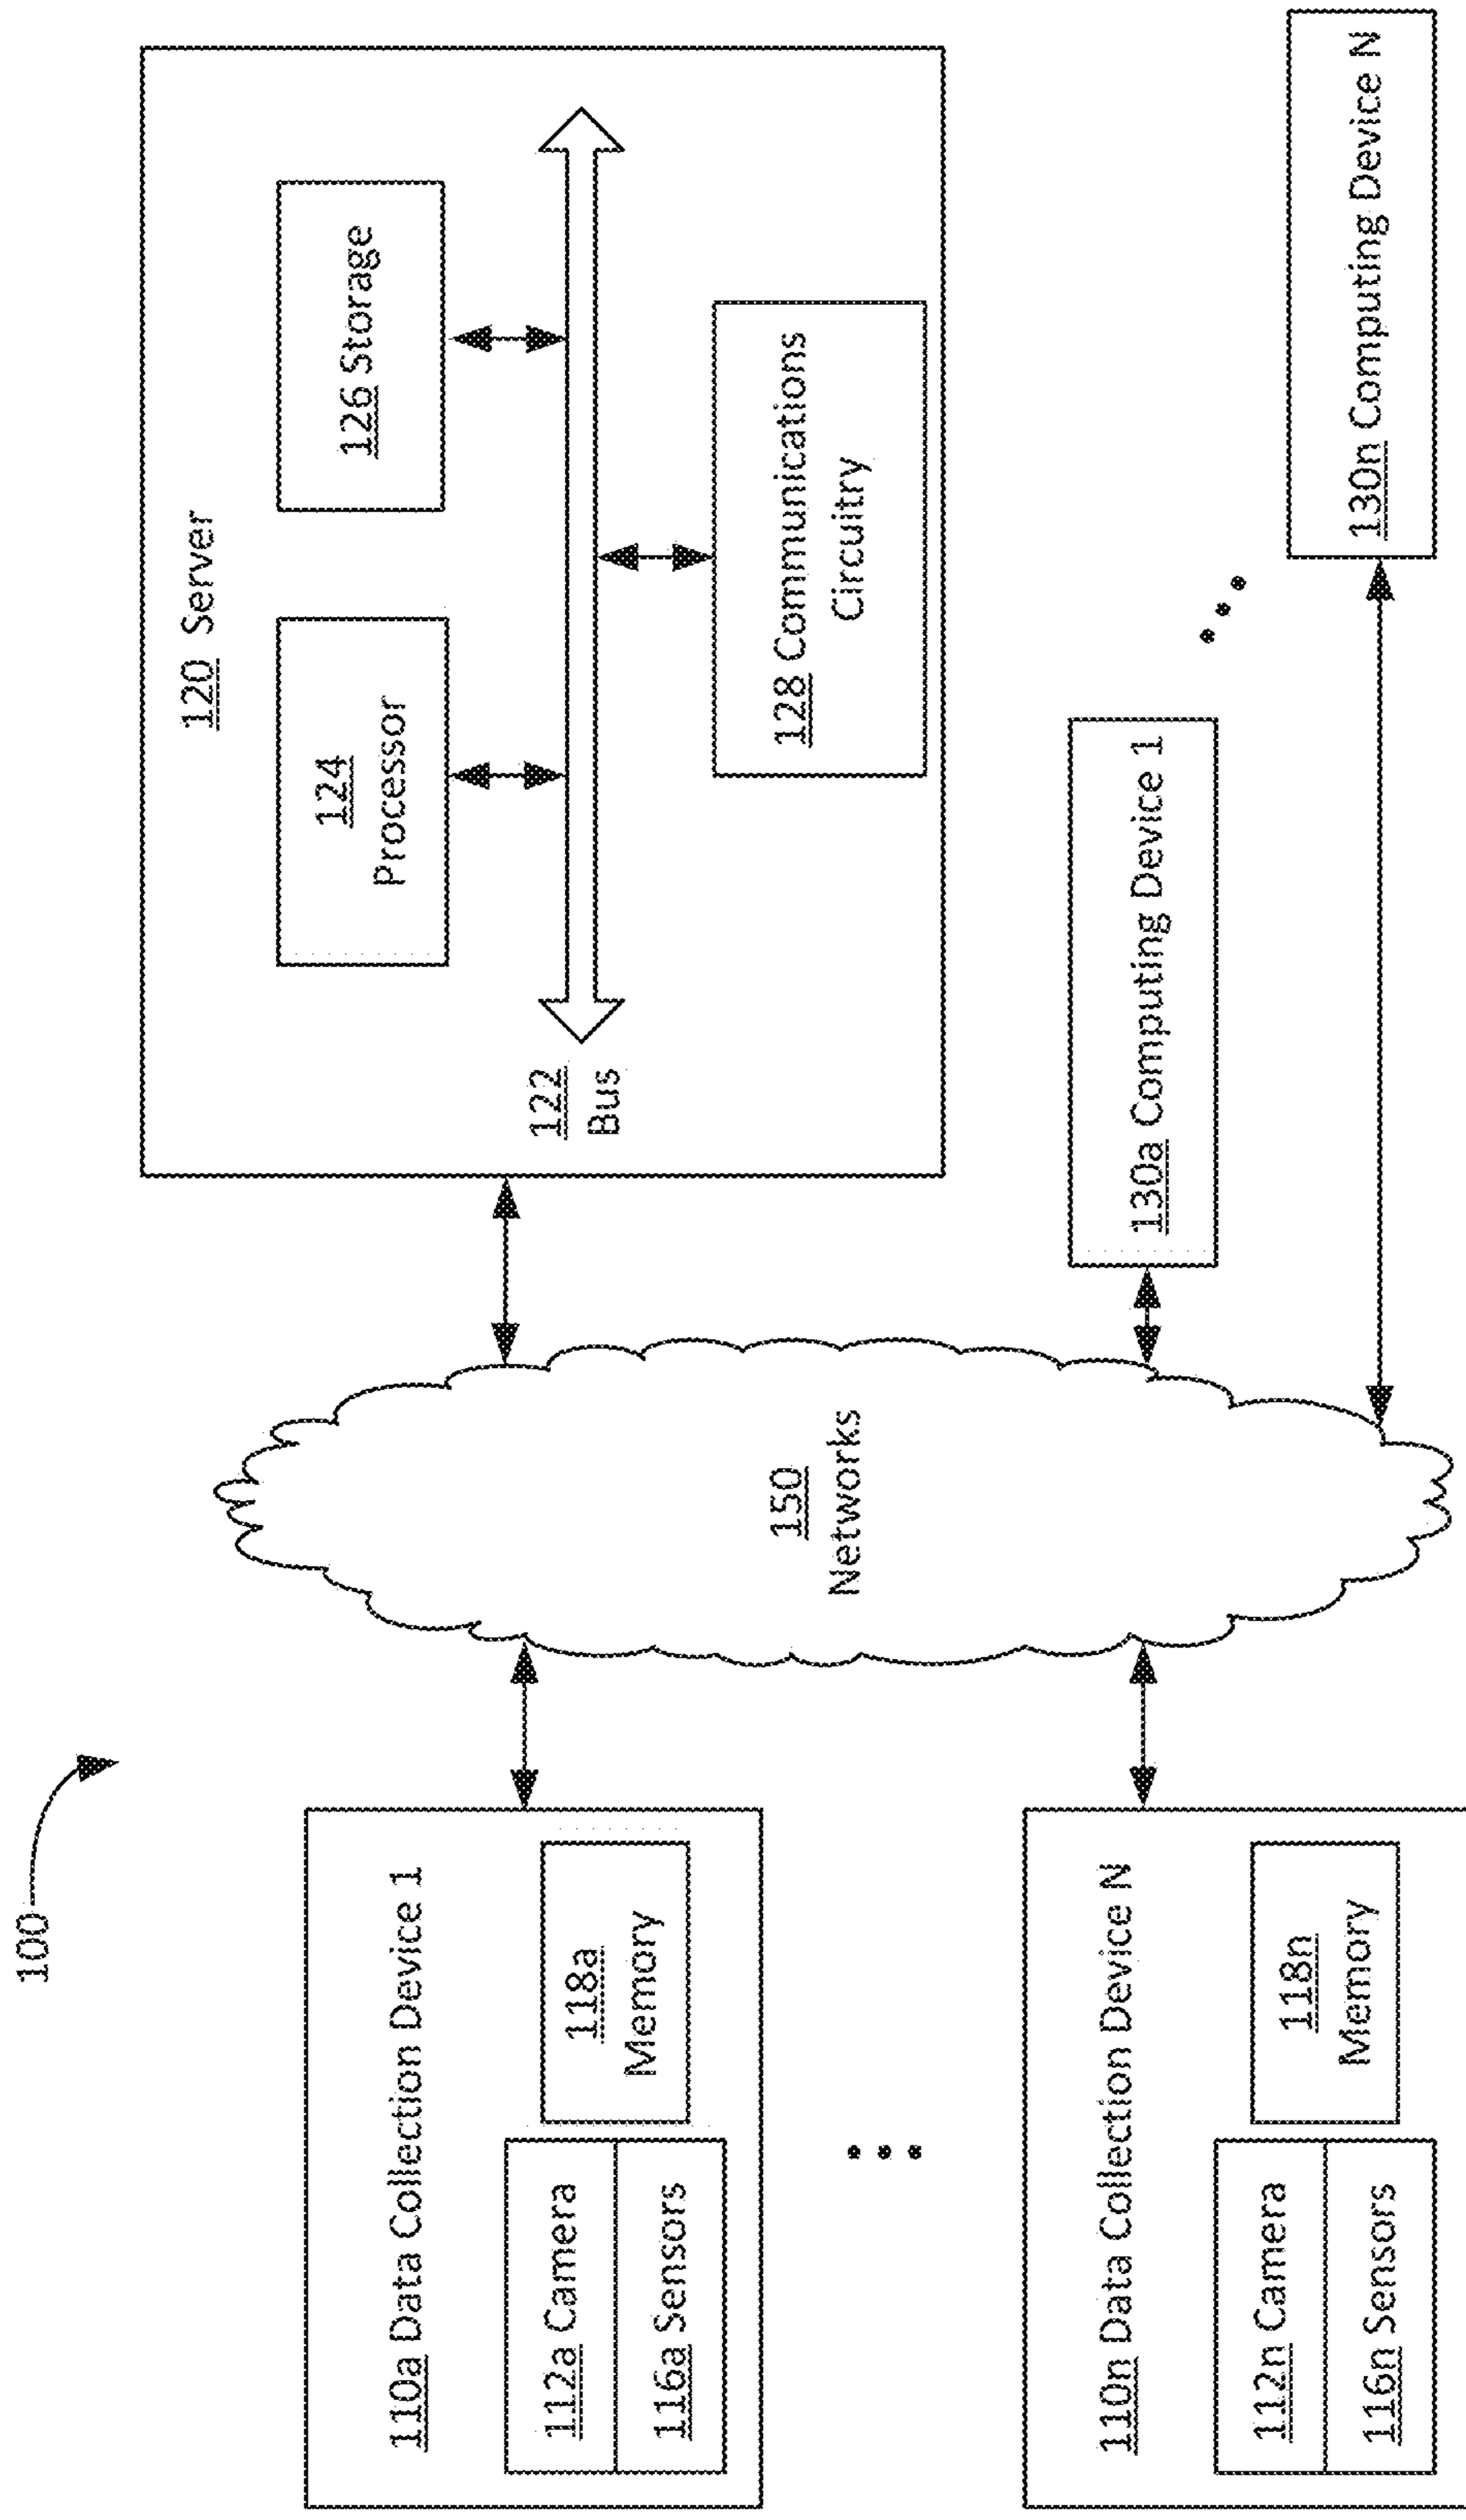 100
110a Data Collection Device 1
112a Camera
116a Sensors
118a
Memory
110n Data Collection Device N
112n Camera
116n Sensors
118n
Memory
150
Networks
120 Server
124
Processor
126 Storage
122
Bus
128 Communications
Circuitry
130a Computing Device 1
130n Computing Device N